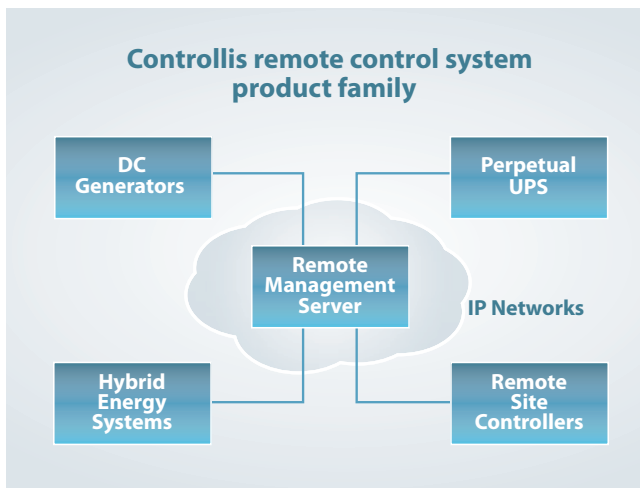 Controllis remote control system
product family
DC
Generators
Perpetual
UPS
Remote
Management
Server
IP Networks
Hybrid
Energy
Systems
Remote
Site
Controllers